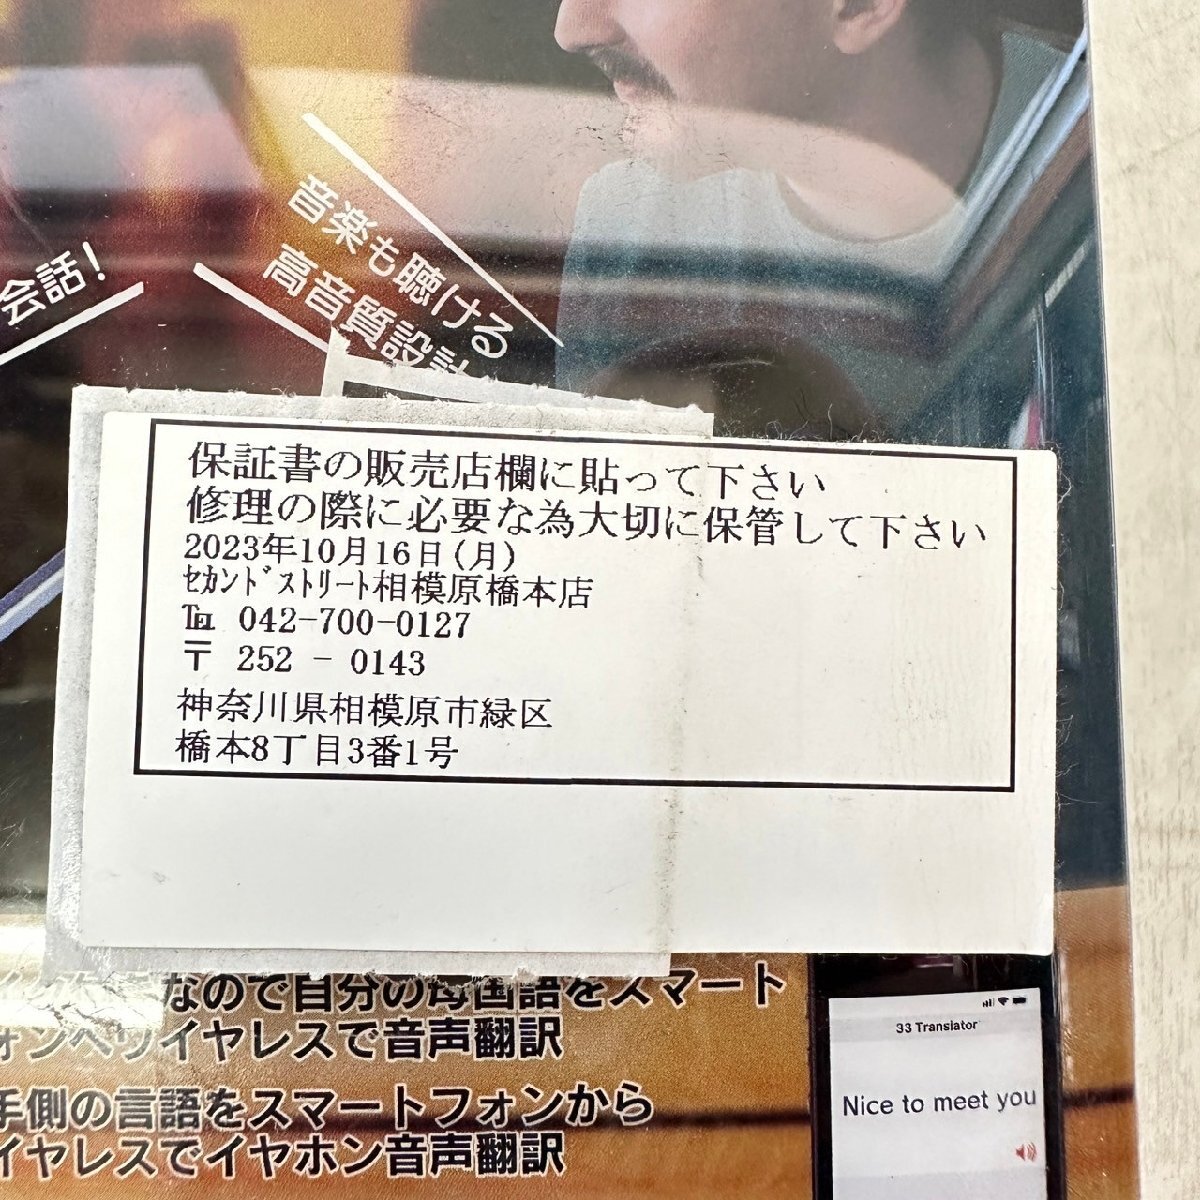 音楽も聴ける
高音質設計
会話!
保証書の販売店欄に貼って下さい
修理の際に必要な為大切に保管して下さい
2023年10月16日(月)
ｾｶﾝﾄﾞｽﾄﾘｰﾄ相模原橋本店
℡ 042-700-0127
〒 252 - 0143
神奈川県相模原市緑区
橋本8丁目3番1号
なので自分の母国語をスマート
ォンへワイヤレスで音声翻訳
手側の言語をスマートフォンから
イヤレスでイヤホン音声翻訳
33 Translator
Nice to meet you